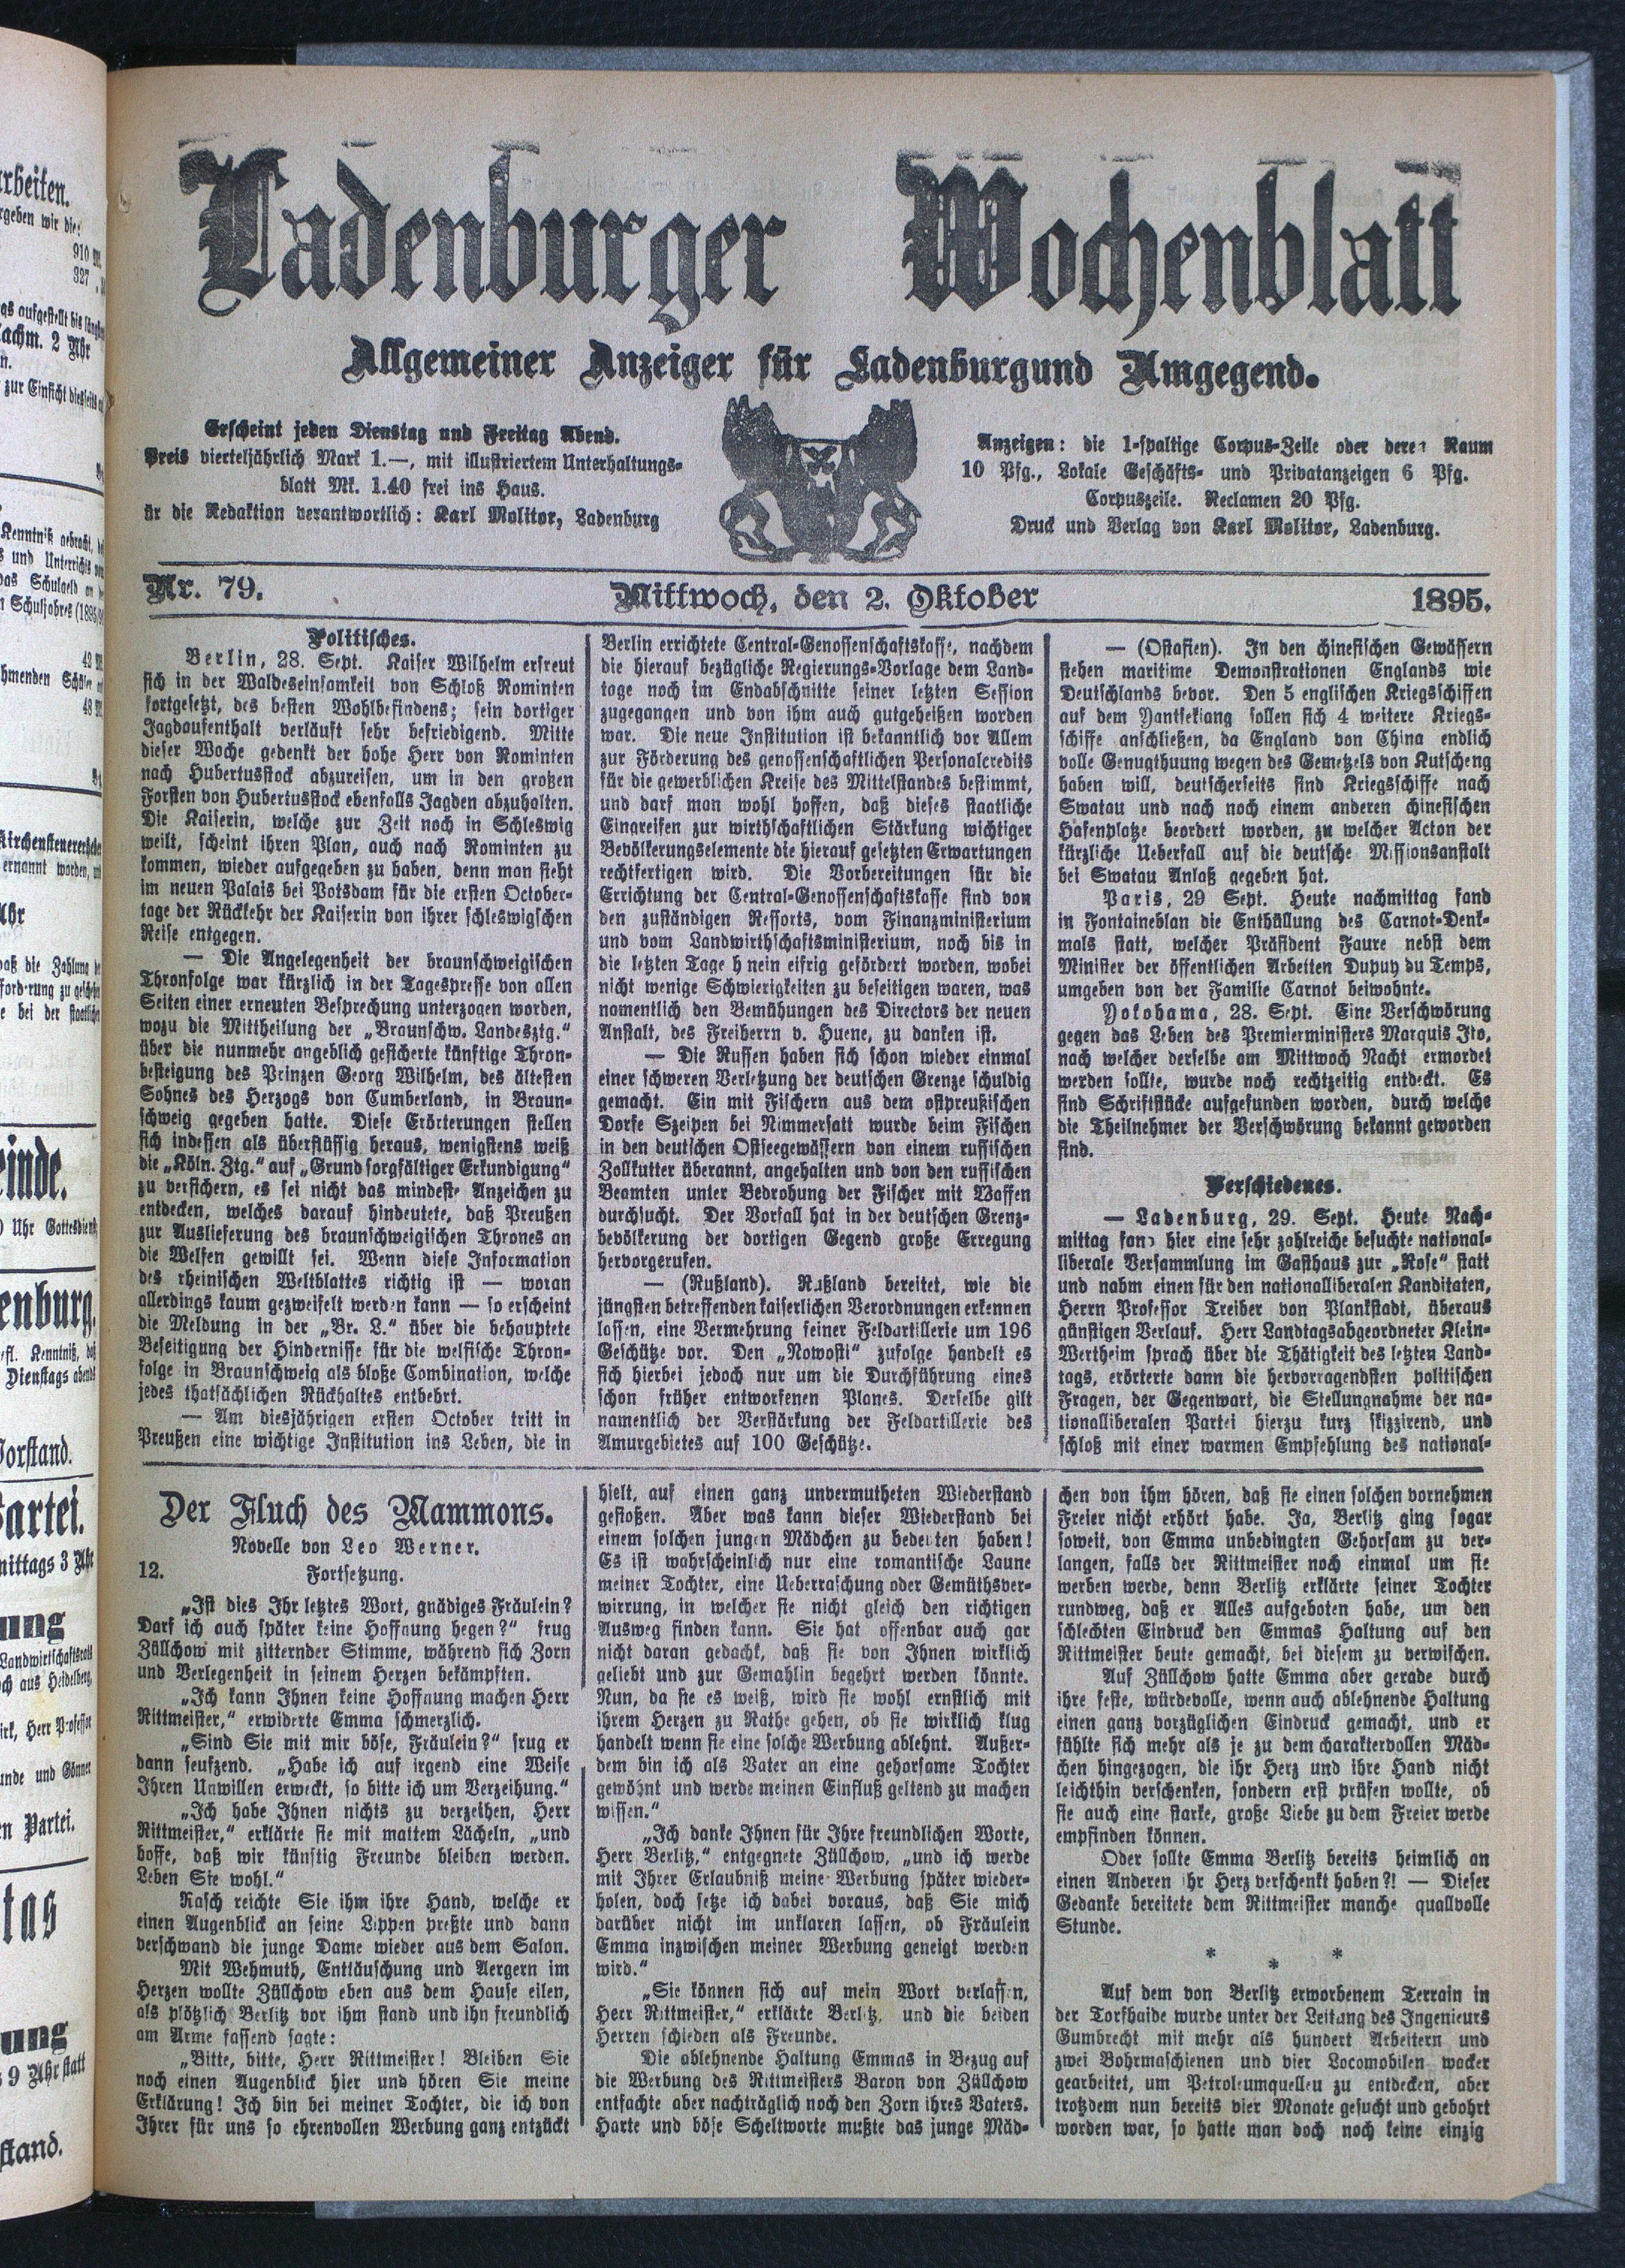 Ladenburger Wochenblatt
Allgemeiner Anzeiger für Ladenburgund Umgegend.
Erscheint jeden Dienstag und Freitag Abend.
Preis vierteljährlich Mark 1.—, mit illustriertem Unterhaltungs-
blatt Mk. 1.40 frei ins Haus.
ür die Redaktion verantwortlich: Karl Molitor, Ladenburg
Anzeigen: die 1-spaltige Corpus-Zeile oder deren Raum
10 Pfg., Lokale Geschäfts- und Privatanzeigen 6 Pfg.
Corpuszeile. Reclamen 20 Pfg.
Druck und Verlag von Karl Molitor, Ladenburg.
Nr. 79.
Mittwoch, den 2. Oktober
1895.
Politisches.
Berlin, 28. Sept. Kaiser Wilhelm erfreut
sich in der Waldeseinsamkeit von Schloß Rominten
fortgesetzt, des besten Wohlbefindens; sein dortiger
Jagdaufenthalt verläuft sehr befriedigend. Mitte
dieser Woche gedenkt der hohe Herr von Rominten
nach Hubertusstock abzureisen, um in den großen
Forsten von Hubertusstock ebenfalls Jagden abzuhalten.
Die Kaiserin, welche zur Zeit noch in Schleswig
weilt, scheint ihren Plan, auch nach Rominten zu
kommen, wieder aufgegeben zu haben, denn man sieht
im neuen Palais bei Potsdam für die ersten October-
tage der Rückkehr der Kaiserin von ihrer schleswigschen
Reise entgegen.
— Die Angelegenheit der braunschweigischen
Thronfolge war kürzlich in der Tagespresse von allen
Seiten einer erneuten Besprechung unterzogen worden,
wozu die Mittheilung der „Braunschw. Landesztg.“
über die nunmehr angeblich gesicherte künftige Thron-
besteigung des Prinzen Georg Wilhelm, des ältesten
Sohnes des Herzogs von Cumberland, in Braun-
schweig gegeben hatte. Diese Erörterungen stellen
sich indessen als überflüssig heraus, wenigstens weiß
die „Köln. Ztg.“ auf „Grund sorgfältiger Erkundigung“
zu versichern, es sei nicht das mindeste Anzeichen zu
entdecken, welches darauf hindeutete, daß Preußen
zur Auslieferung des braunschweigischen Thrones an
die Welfen gewillt sei. Wenn diese Information
des rheinischen Weltblattes richtig ist — woran
allerdings kaum gezweifelt werden kann — so erscheint
die Meldung in der „Br. L.“ über die behauptete
Beseitigung der Hindernisse für die welfische Thron-
folge in Braunschweig als bloße Combination, welche
jedes thatsächlichen Rückhaltes entbehrt.
— Am diesjährigen ersten October tritt in
Preußen eine wichtige Institution ins Leben, die in
Berlin errichtete Central-Genossenschaftskasse, nachdem
die hierauf bezügliche Regierungs-Vorlage dem Land-
tage noch im Endabschnitte seiner letzten Session
zugegangen und von ihm auch gutgeheißen worden
war. Die neue Institution ist bekanntlich vor Allem
zur Förderung des genossenschaftlichen Personalcredits
für die gewerblichen Kreise des Mittelstandes bestimmt,
und darf man wohl hoffen, daß dieses staatliche
Eingreifen zur wirthschaftlichen Stärkung wichtiger
Bevölkerungselemente die hierauf gesetzten Erwartungen
rechtfertigen wird. Die Vorbereitungen für die
Errichtung der Central-Genossenschaftskasse sind von
den zuständigen Ressorts, vom Finanzministerium
und vom Landwirthschaftsministerium, noch bis in
die letzten Tage h nein eifrig gefördert worden, wobei
nicht wenige Schwierigkeiten zu beseitigen waren, was
namentlich den Bemühungen des Directors der neuen
Anstalt, des Freiherrn v. Huene, zu danken ist.
— Die Russen haben sich schon wieder einmal
einer schweren Verletzung der deutschen Grenze schuldig
gemacht. Ein mit Fischern aus dem ostpreußischen
Dorfe Szeipen bei Nimmersatt wurde beim Fischen
in den deutschen Ostseegewässern von einem russischen
Zollkutter überannt, angehalten und von den russischen
Beamten unter Bedrohung der Fischer mit Waffen
durchsucht. Der Vorfall hat in der deutschen Grenz-
bevölkerung der dortigen Gegend große Erregung
hervorgerufen.
— (Rußland). Rußland bereitet, wie die
jüngsten betreffenden kaiserlichen Verordnungen erkennen
lassen, eine Vermehrung seiner Feldartillerie um 196
Geschütze vor. Den „Nowosti“ zufolge handelt es
sich hierbei jedoch nur um die Durchführung eines
schon früher entworfenen Planes. Derselbe gilt
namentlich der Verstärkung der Feldartillerie des
Amurgebietes auf 100 Geschütze.
— (Ostasien). In den chinesischen Gewässern
stehen maritime Demonstrationen Englands wie
Deutschlands bevor. Den 5 englischen Kriegsschiffen
auf dem Yantsekiang sollen sich 4 weitere Kriegs-
schiffe anschließen, da England von China endlich
volle Genugthuung wegen des Gemetzels von Kutscheng
haben will, deutscherseits sind Kriegsschiffe nach
Swatau und nach noch einem anderen chinesischen
Hafenplatze beordert worden, zu welcher Action der
kürzliche Ueberfall auf die deutsche Missionsanstalt
bei Swatau Anlaß gegeben hat.
Paris, 29 Sept. Heute nachmittag fand
in Fontaineblan die Enthüllung des Carnot-Denk-
mals statt, welcher Präsident Faure nebst dem
Minister der öffentlichen Arbeiten Dupuy du Temps,
umgeben von der Familie Carnot beiwohnte.
Yokohama, 28. Sept. Eine Verschwörung
gegen das Leben des Premierministers Marquis Ito,
nach welcher derselbe am Mittwoch Nacht ermordet
werden sollte, wurde noch rechtzeitig entdeckt. Es
sind Schriftstücke aufgefunden worden, durch welche
die Theilnehmer der Verschwörung bekannt geworden
sind.
Verschiedenes.
— Ladenburg, 29. Sept. Heute Nach-
mittag fand hier eine sehr zahlreiche besuchte national-
liberale Versammlung im Gasthaus zur „Rose“ statt
und nahm einen für den nationalliberalen Kanditaten,
Herrn Professor Treiber von Plankstadt, überaus
günstigen Verlauf. Herr Landtagsabgeordneter Klein-
Wertheim sprach über die Thätigkeit des letzten Land-
tags, erörterte dann die hervorragendsten politischen
Fragen, der Gegenwart, die Stellungnahme der na-
tionalliberalen Partei hierzu kurz skizzirend, und
schloß mit einer warmen Empfehlung des national-
Der Fluch des Mammons.
Novelle von Leo Werner.
12. Fortsetzung.
„Ist dies Ihr letztes Wort, gnädiges Fräulein?
Darf ich auch später keine Hoffnung hegen?“ frug
Züllchow mit zitternder Stimme, während sich Zorn
und Verlegenheit in seinem Herzen bekämpften.
„Ich kann Ihnen keine Hoffnung machen Herr
Rittmeister,“ erwiderte Emma schmerzlich.
„Sind Sie mit mir böse, Fräulein?“ frug er
dann seufzend. „Habe ich auf irgend eine Weise
Ihren Unwillen erweckt, so bitte ich um Verzeihung.“
„Ich habe Ihnen nichts zu verzeihen, Herr
Rittmeister,“ erklärte sie mit mattem Lächeln, „und
hoffe, daß wir künftig Freunde bleiben werden.
Leben Sie wohl.“
Rasch reichte Sie ihm ihre Hand, welche er
einen Augenblick an seine Lippen preßte und dann
verschwand die junge Dame wieder aus dem Salon.
Mit Wehmuth, Enttäuschung und Aergern im
Herzen wollte Züllchow eben aus dem Hause eilen,
als plötzlich Berlitz vor ihm stand und ihn freundlich
am Arme fassend sagte:
„Bitte, bitte, Herr Rittmeister! Bleiben Sie
noch einen Augenblick hier und hören Sie meine
Erklärung! Ich bin bei meiner Tochter, die ich von
Ihrer für uns so ehrenvollen Werbung ganz entzückt
hielt, auf einen ganz unvermutheten Wiederstand
gestoßen. Aber was kann dieser Wiederstand bei
einem solchen jungen Mädchen zu bedeuten haben!
Es ist wahrscheinlich nur eine romantische Laune
meiner Tochter, eine Ueberraschung oder Gemüthsver-
wirrung, in welcher sie nicht gleich den richtigen
Ausweg finden kann. Sie hat offenbar auch gar
nicht daran gedacht, daß sie von Ihnen wirklich
geliebt und zur Gemahlin begehrt werden könnte.
Nun, da sie es weiß, wird sie wohl ernstlich mit
ihrem Herzen zu Rathe gehen, ob sie wirklich klug
handelt wenn sie eine solche Werbung ablehnt. Außer-
dem bin ich als Vater an eine gehorsame Tochter
gewöhnt und werde meinen Einfluß geltend zu machen
wissen.“
„Ich danke Ihnen für Ihre freundlichen Worte,
Herr Berlitz,“ entgegnete Züllchow, „und ich werde
mit Ihrer Erlaubniß meine Werbung später wieder-
holen, doch setze ich dabei voraus, daß Sie mich
darüber nicht im unklaren lassen, ob Fräulein
Emma inzwischen meiner Werbung geneigt werden
wird.“
„Sie können sich auf mein Wort verlassen,
Herr Rittmeister,“ erklärte Berlitz, und die beiden
Herren schieden als Freunde.
Die ablehnende Haltung Emmas in Bezug auf
die Werbung des Rittmeisters Baron von Züllchow
entfachte aber nachträglich noch den Zorn ihres Vaters.
Harte und böse Scheltworte mußte das junge Mäd-
chen von ihm hören, daß sie einen solchen vornehmen
Freier nicht erhört habe. Ja, Berlitz ging sogar
soweit, von Emma unbedingten Gehorsam zu ver-
langen, falls der Rittmeister noch einmal um sie
werben werde, denn Berlitz erklärte seiner Tochter
rundweg, daß er Alles aufgeboten habe, um den
schlechten Eindruck den Emmas Haltung auf den
Rittmeister heute gemacht, bei diesem zu verwischen.
Auf Züllchow hatte Emma aber gerade durch
ihre feste, würdevolle, wenn auch ablehnende Haltung
einen ganz vorzüglichen Eindruck gemacht, und er
fühlte sich mehr als je zu dem charaktervollen Mäd-
chen hingezogen, die ihr Herz und ihre Hand nicht
leichthin verschenken, sondern erst prüfen wollte, ob
sie auch eine starke, große Liebe zu dem Freier werde
empfinden können.
Oder sollte Emma Berlitz bereits heimlich an
einen Anderen ihr Herz verschenkt haben?! — Dieser
Gedanke bereitete dem Rittmeister manche quallvolle
Stunde.
* * *
Auf dem von Berlitz erworbenem Terrain in
der Torfhaide wurde unter der Leitung des Ingenieurs
Gumbrecht mit mehr als hundert Arbeitern und
zwei Bohrmaschienen und vier Locomobilen wacker
gearbeitet, um Petroleumquellen zu entdecken, aber
trotzdem nun bereits vier Monate gesucht und gebohrt
worden war, so hatte man doch noch keine einzig